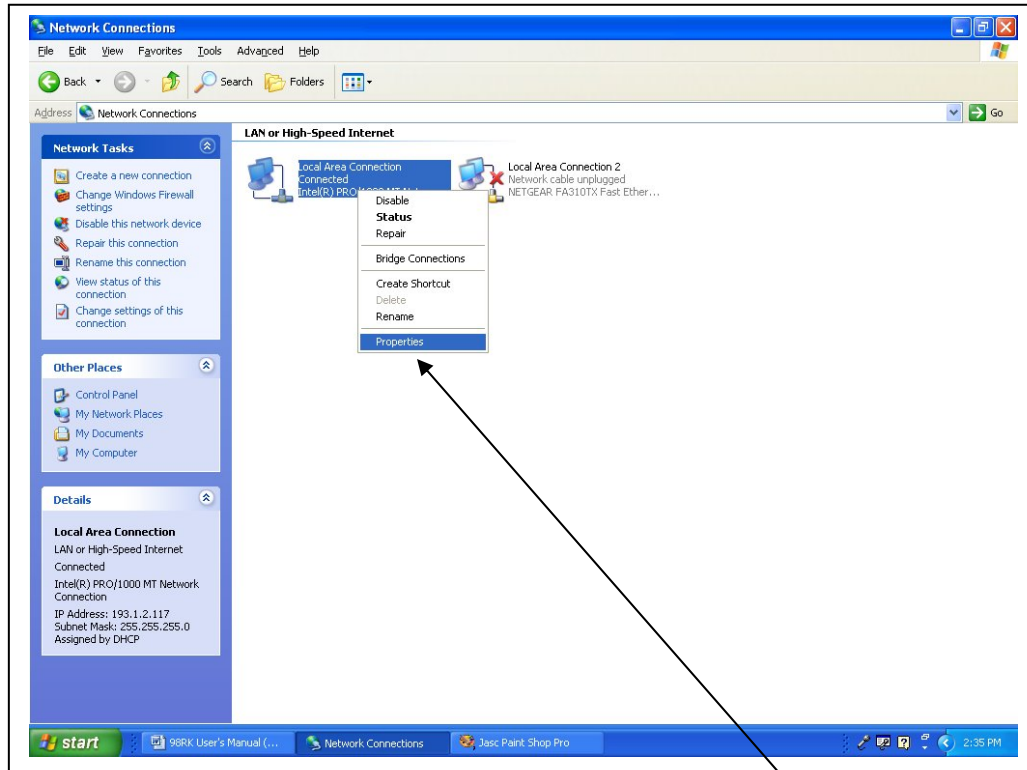 Network Connections
File Edit View Favorites Tools Advanced Help
Back Search Folders
Address Network Connections Go
Network Tasks
Create a new connection
Change Windows Firewall
settings
Disable this network device
Repair this connection
Rename this connection
View status of this
connection
Change settings of this
connection
Other Places
Control Panel
My Network Places
My Documents
My Computer
Details
Local Area Connection
LAN or High-Speed Internet
Connected
Intel(R) PRO/1000 MT Network
Connection
IP Address: 193.1.2.117
Subnet Mask: 255.255.255.0
Assigned by DHCP
LAN or High-Speed Internet
Local Area Connection
Connected
Intel(R) PRO/1000 MT
Local Area Connection 2
Network cable unplugged
NETGEAR FA310TX Fast Ether...
Disable
Status
Repair
Bridge Connections
Create Shortcut
Delete
Rename
Properties
start 98RK User's Manual (... Network Connections Jasc Paint Shop Pro 2:35 PM